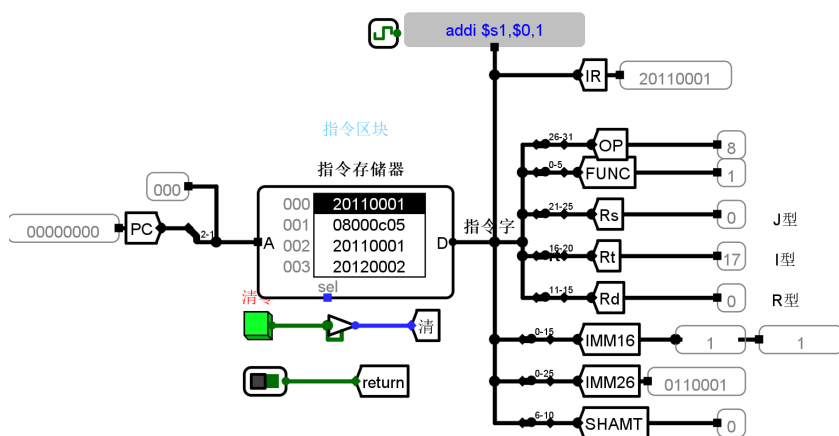 addi $s1,$0,1
IR
20110001
指令区块
指令存储器
26-31
OP
8
0-5
FUNC
1
000
000 20110001
001 08000c05
002 20110001
003 20120002
00000000
PC
2-1
A
D
指令字
sel
21-25
Rs
0
J型
16-20
Rt
17
I型
11-15
Rd
0
R型
清零
清
return
0-15
IMM16
1
1
0-25
IMM26
0110001
6-10
SHAMT
0